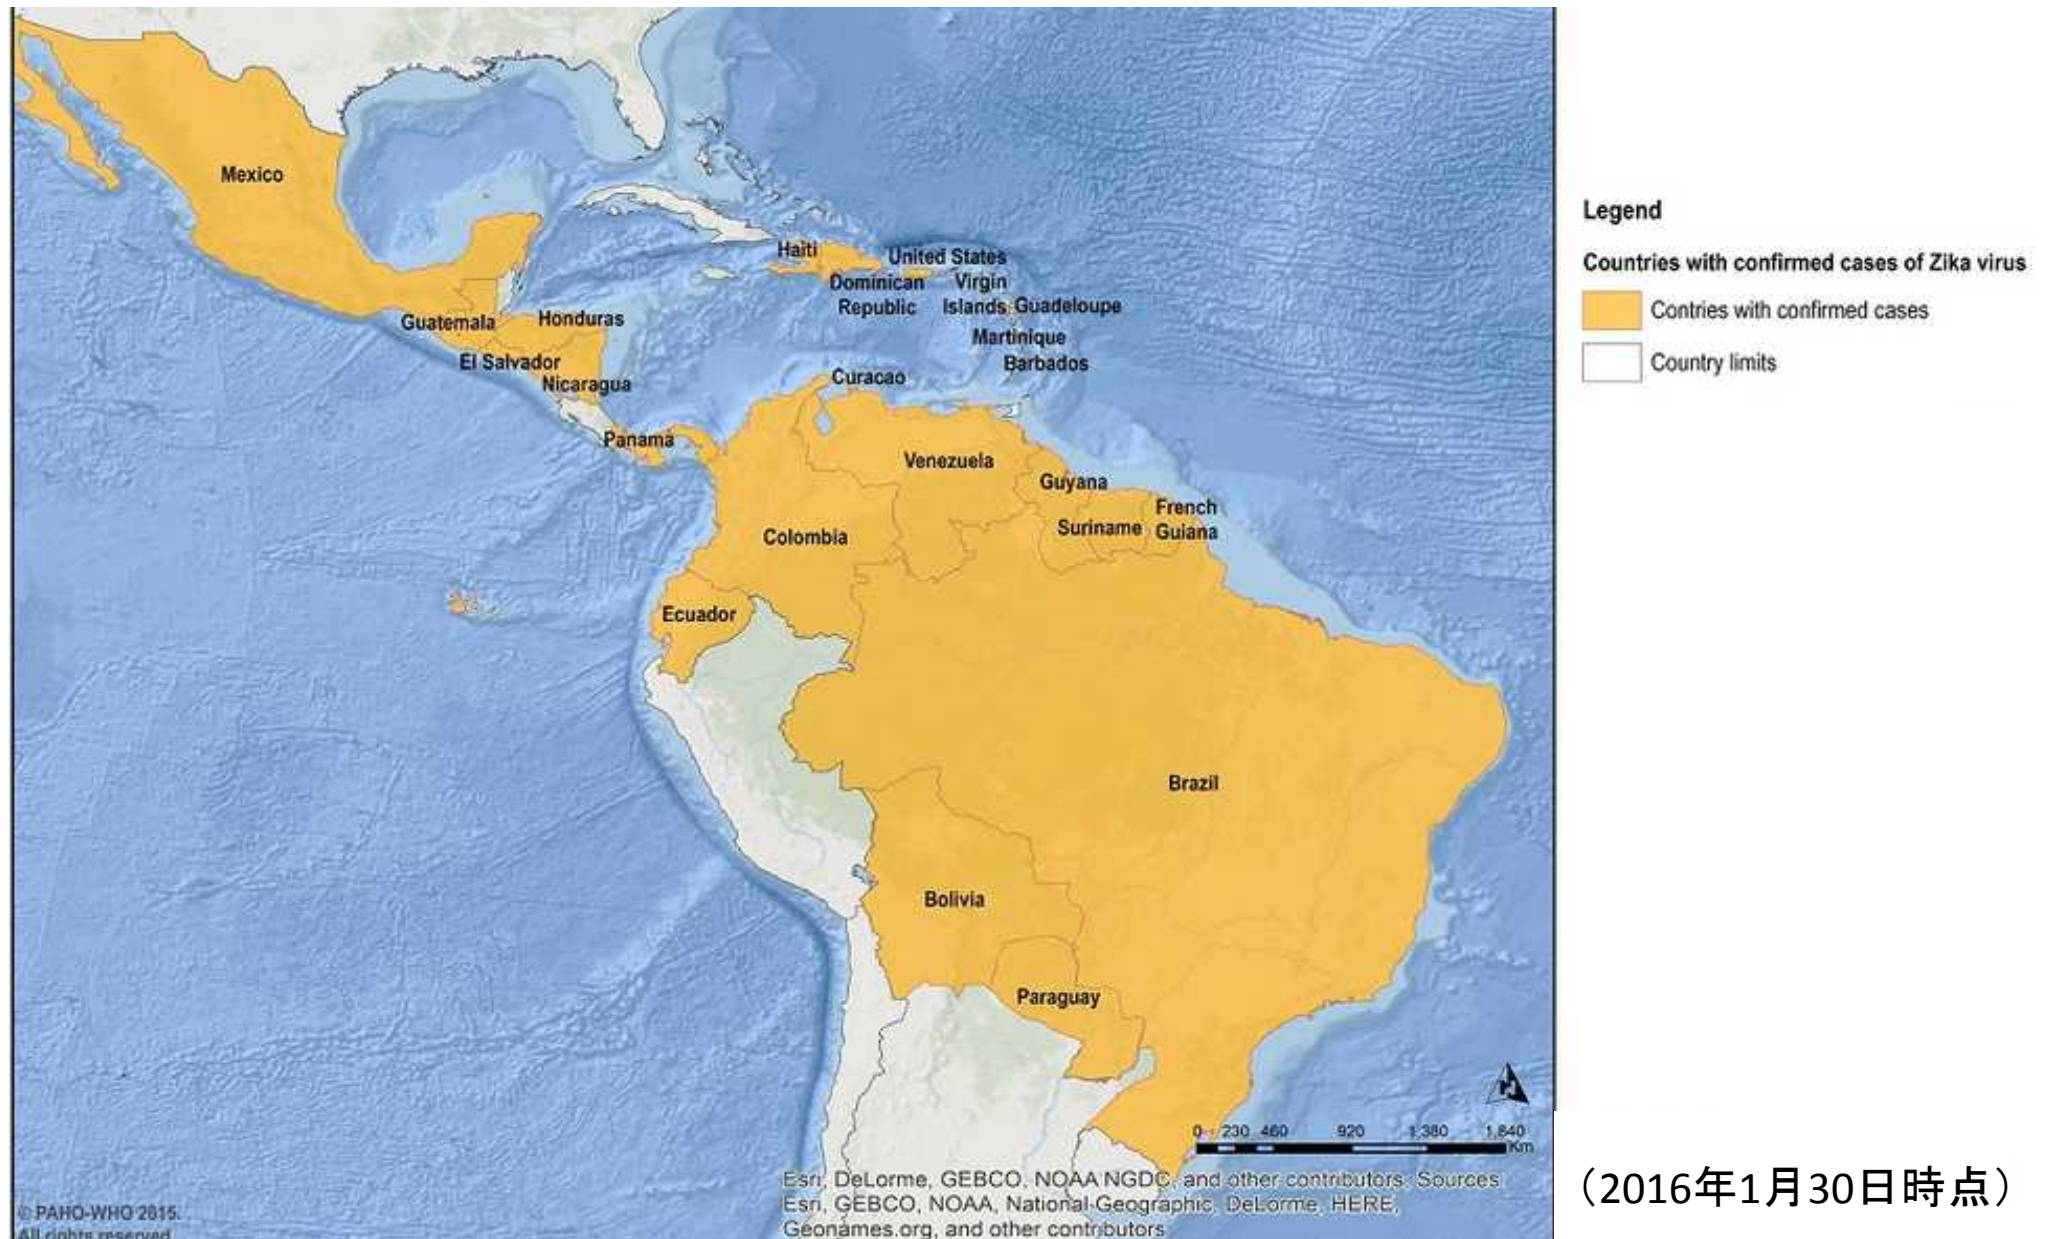 Mexico
Haiti
United States
Dominican
Virgin
Republic
Islands
Guadeloupe
Guatemala
Honduras
Martinique
El Salvador
Barbados
Nicaragua
Curacao
Panama
Venezuela
Guyana
French
Guiana
Suriname
Colombia
Ecuador
Brazil
Bolivia
Paraguay
Legend
Countries with confirmed cases of Zika virus
Contries with confirmed cases
Country limits
0 230 460 920 1,380 1,840
Km
Esri, DeLorme, GEBCO, NOAA NGDC, and other contributors. Sources:
Esri, GEBCO, NOAA, National Geographic, DeLorme, HERE,
Geonames.org, and other contributors
© PAHO-WHO 2015.
All rights reserved
（2016年1月30日時点）